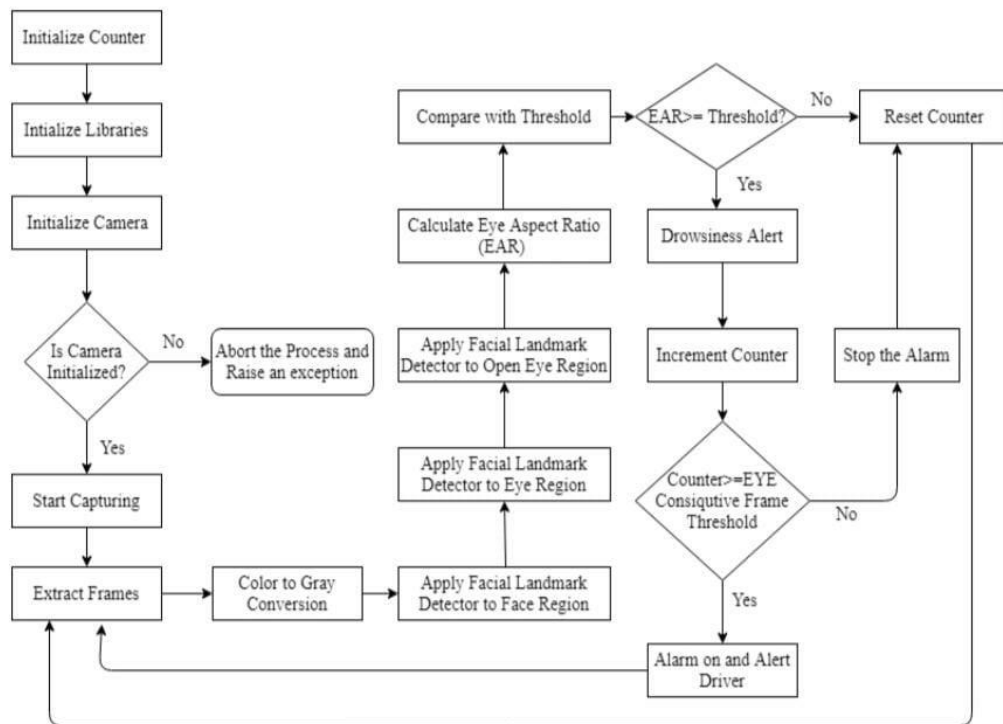 Initialize Counter
Intialize Libraries
Initialize Camera
Is Camera
Initialized?
No
Abort the Process and
Raise an exception
Yes
Start Capturing
Extract Frames
Color to Gray
Conversion
Apply Facial Landmark
Detector to Face Region
Apply Facial Landmark
Detector to Eye Region
Apply Facial Landmark
Detector to Open Eye Region
Calculate Eye Aspect Ratio
(EAR)
Compare with Threshold
EAR>= Threshold?
No
Reset Counter
Yes
Drowsiness Alert
Increment Counter
Stop the Alarm
Counter>=EYE
Consiqutive Frame
Threshold
No
Yes
Alarm on and Alert
Driver